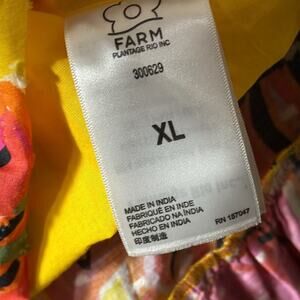 FARM
PLANTAGE RIO INC
300629
XL
MADE IN INDIA
FABRIQUÉ EN INDE
FABRICADO NA ÍNDIA
HECHO EN INDIA
印度制造
RN 157047